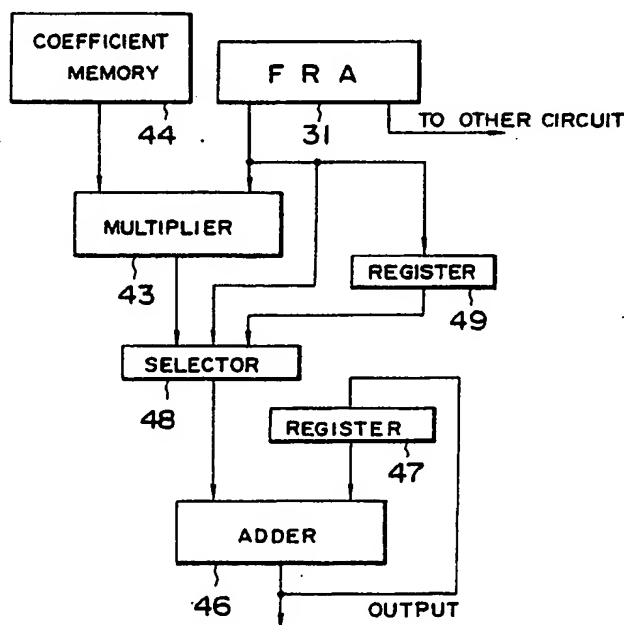 COEFFICIENT
MEMORY
44
F R A
31
TO OTHER CIRCUIT
MULTIPLIER
43
REGISTER
49
SELECTOR
48
REGISTER
47
ADDER
46
OUTPUT